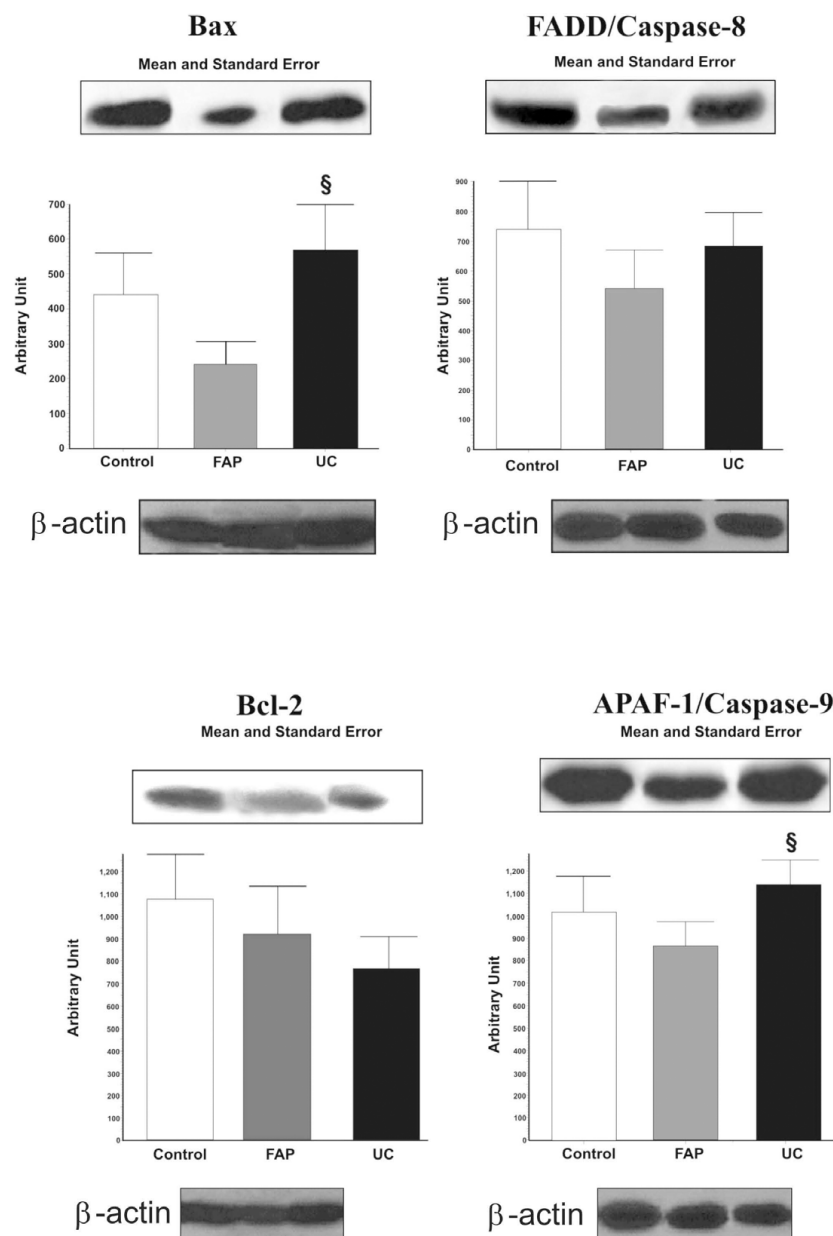 Bax
Mean and Standard Error
§
700
600
500
400
300
200
100
0
Arbitrary Unit
Control FAP UC
β-actin
FADD/Caspase-8
Mean and Standard Error
900
800
700
600
500
400
300
200
100
0
Arbitrary Unit
Control FAP UC
β-actin
Bcl-2
Mean and Standard Error
1,100
1,000
900
800
700
600
500
400
300
200
100
0
Arbitrary Unit
Control FAP UC
β-actin
APAF-1/Caspase-9
Mean and Standard Error
§
1,200
1,100
1,000
900
800
700
600
500
400
300
200
100
0
Arbitrary Unit
Control FAP UC
β-actin